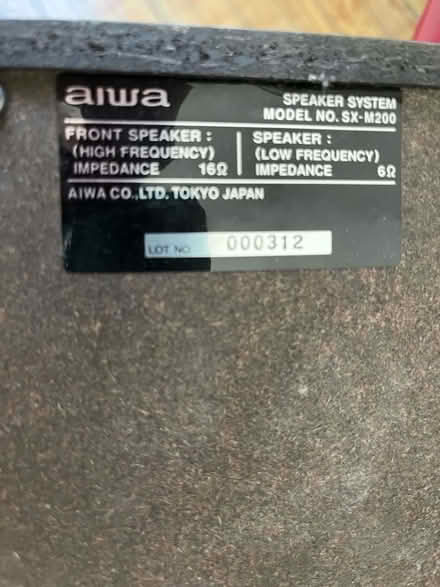 aiwa
SPEAKER SYSTEM
MODEL NO. SX-M200
FRONT SPEAKER :
(HIGH FREQUENCY)
IMPEDANCE 16Ω
SPEAKER :
(LOW FREQUENCY)
IMPEDANCE 6Ω
AIWA CO.,LTD. TOKYO JAPAN
LOT NO. 000312